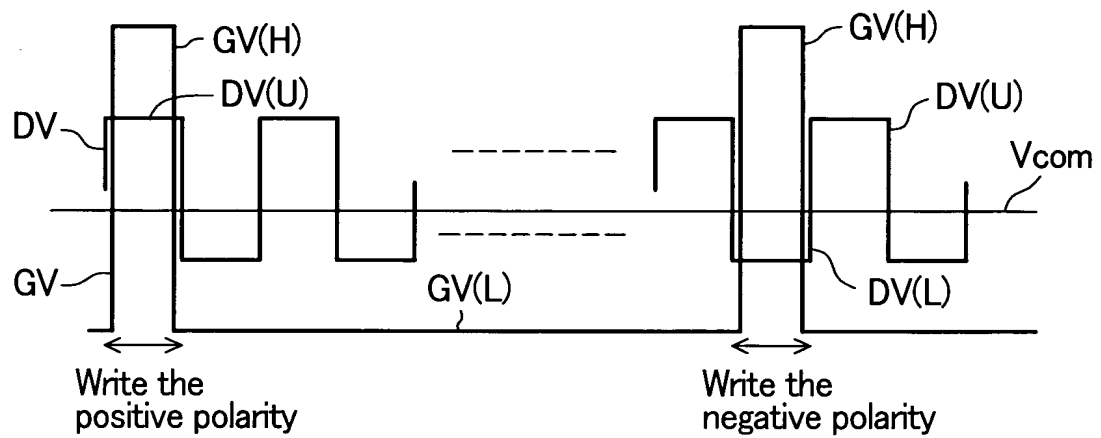 GV(H)
GV(H)
DV(U)
DV(U)
DV
Vcom
GV
GV(L)
DV(L)
Write the
positive polarity
Write the
negative polarity